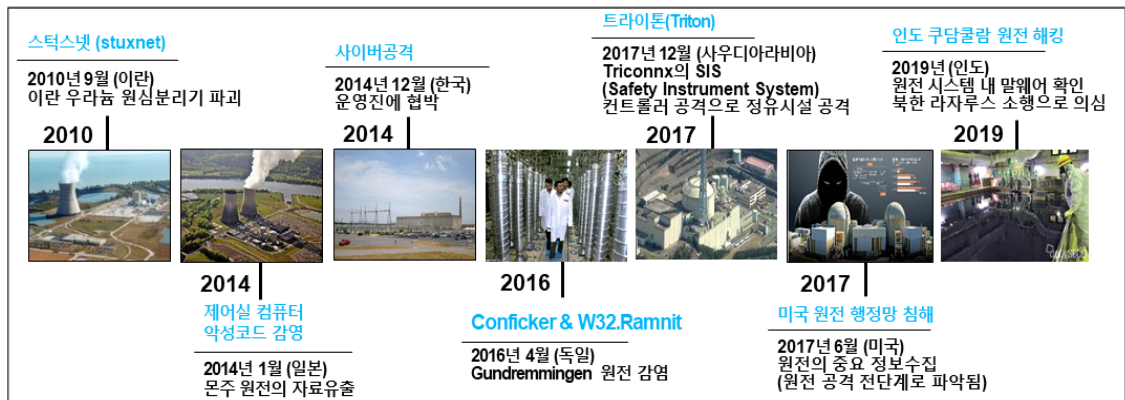 스턱스넷 (stuxnet)
2010년 9월 (이란)
이란 우라늄 원심분리기 파괴
2010
사이버공격
2014년 12월 (한국)
운영진에 협박
2014
트라이톤(Triton)
2017년 12월 (사우디아라비아)
Triconnx의 SIS
(Safety Instrument System)
컨트롤러 공격으로 정유시설 공격
2017
인도 쿠담쿨람 원전 해킹
2019년 (인도)
원전 시스템 내 말웨어 확인
북한 라자루스 소행으로 의심
2019
2014
제어실 컴퓨터
악성코드 감영
2014년 1월 (일본)
몬주 원전의 자료유출
2016
Conficker & W32.Ramnit
2016년 4월 (독일)
Gundremmingen 원전 감염
2017
미국 원전 행정망 침해
2017년 6월 (미국)
원전의 중요 정보수집
(원전 공격 전단계로 파악됨)